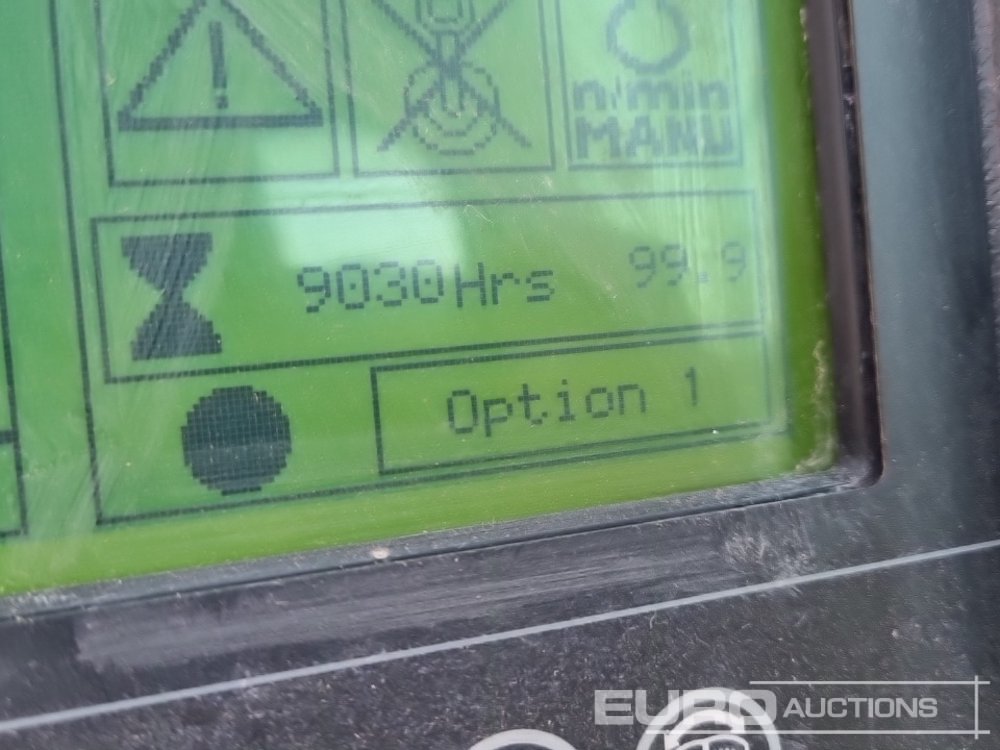 n/min
MANU
9030Hrs 99.9
Option 1
EURO AUCTIONS